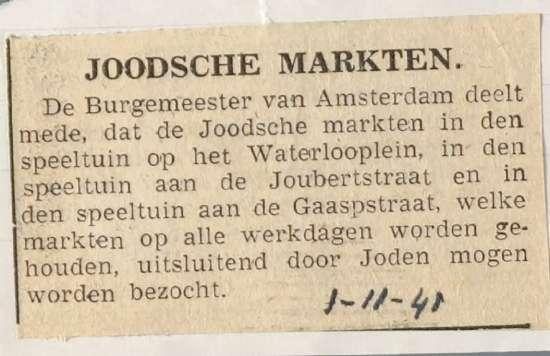 JOODSCHE MARKTEN.
De Burgemeester van Amsterdam deelt
mede, dat de Joodsche markten in den
speeltuin op het Waterlooplein, in den
speeltuin aan de Joubertstraat en in
den speeltuin aan de Gaaspstraat, welke
markten op alle werkdagen worden ge-
houden, uitsluitend door Joden mogen
worden bezocht.
1-11-41